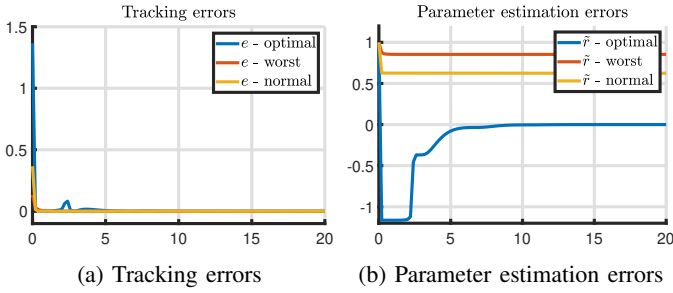 Tracking errors
e - optimal
e - worst
e - normal
1.5
1
0.5
0
0
5
10
15
20
(a) Tracking errors
Parameter estimation errors
r̃ - optimal
r̃ - worst
r̃ - normal
1
0.5
0
-0.5
-1
0
5
10
15
20
(b) Parameter estimation errors